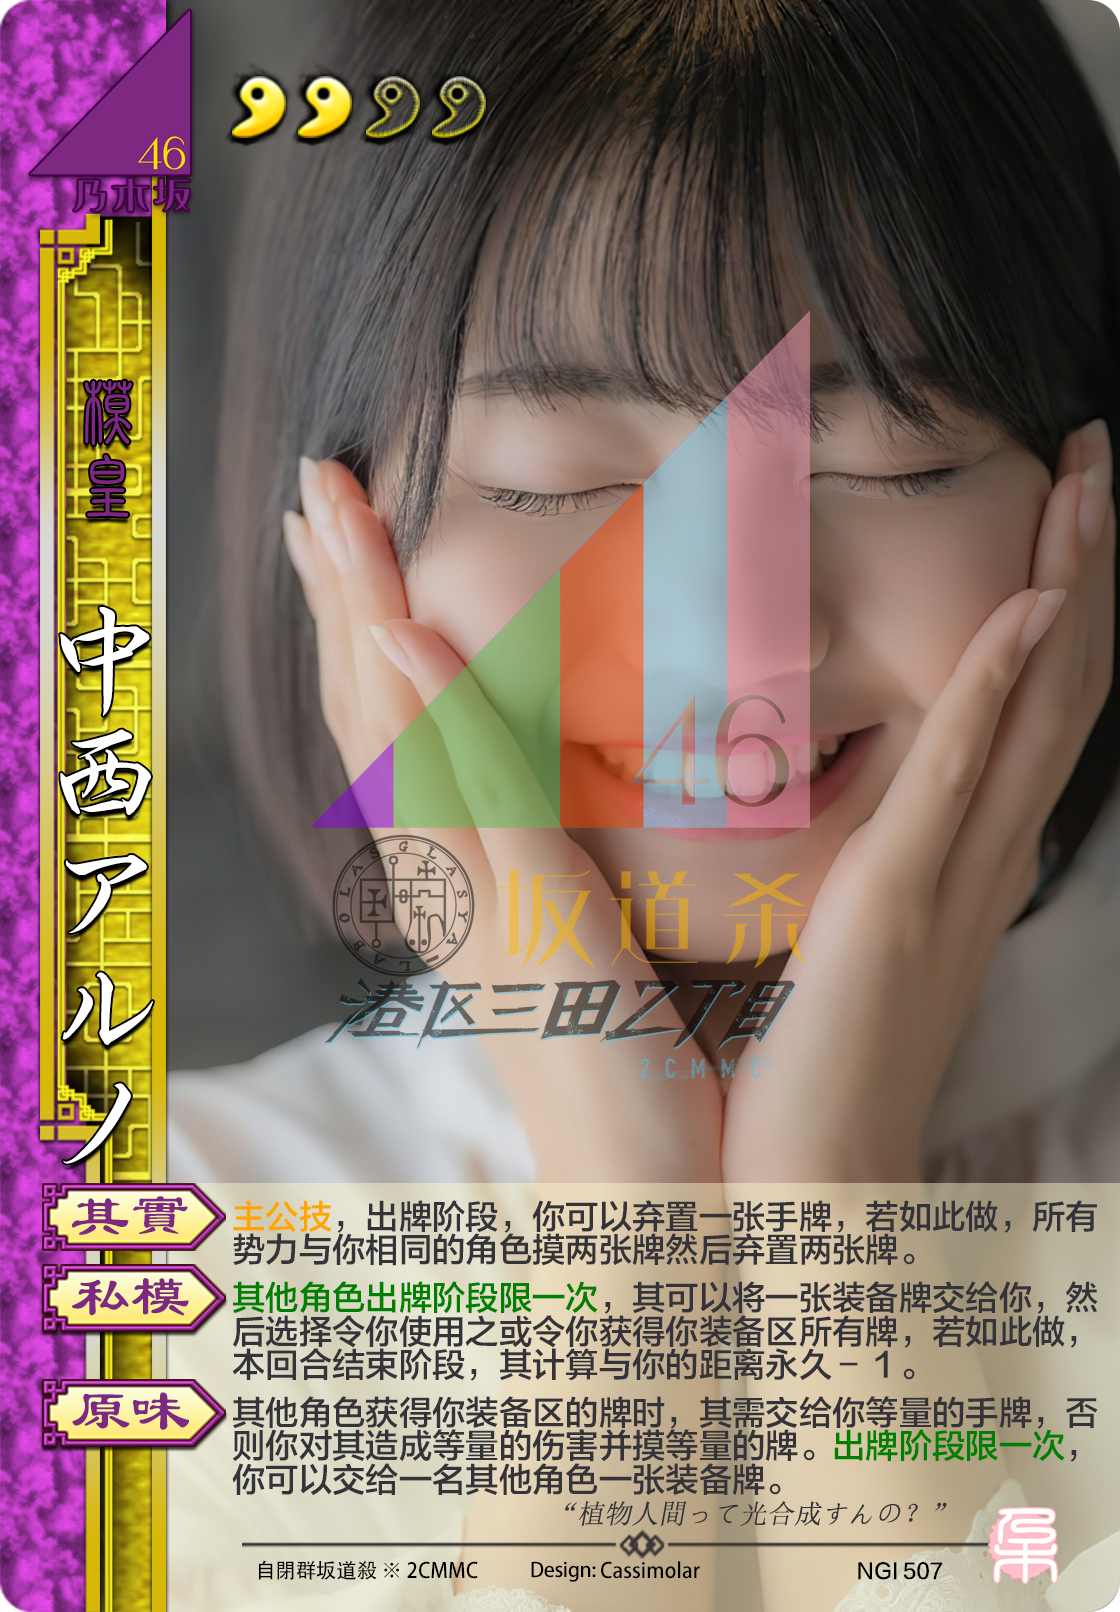 46
乃木坂
模皇
中西アルノ
46
GLASYALABOLAS
坂道杀
港区三田乙丁目
2CMMC
其實
主公技，出牌阶段，你可以弃置一张手牌，若如此做，所有
势力与你相同的角色摸两张牌然后弃置两张牌。
私模
其他角色出牌阶段限一次，其可以将一张装备牌交给你，然
后选择令你使用之或令你获得你装备区所有牌，若如此做，
本回合结束阶段，其计算与你的距离永久－１。
原味
其他角色获得你装备区的牌时，其需交给你等量的手牌，否
则你对其造成等量的伤害并摸等量的牌。出牌阶段限一次，
你可以交给一名其他角色一张装备牌。
“植物人間って光合成すんの？”
自閉群坂道殺 ※ 2CMMC Design: Cassimolar NGI 507